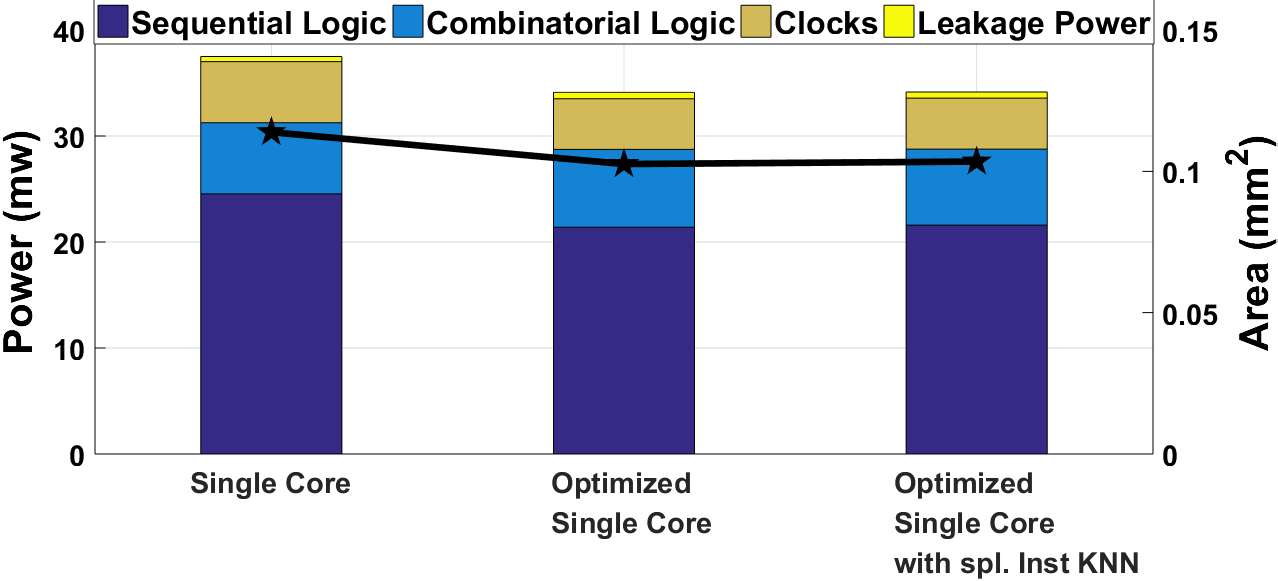 Sequential Logic Combinatorial Logic Clocks Leakage Power
40
30
20
10
0
Power (mw)
0.15
0.1
0.05
0
Area (mm2)
Single Core
Optimized
Single Core
Optimized
Single Core
with spl. Inst KNN